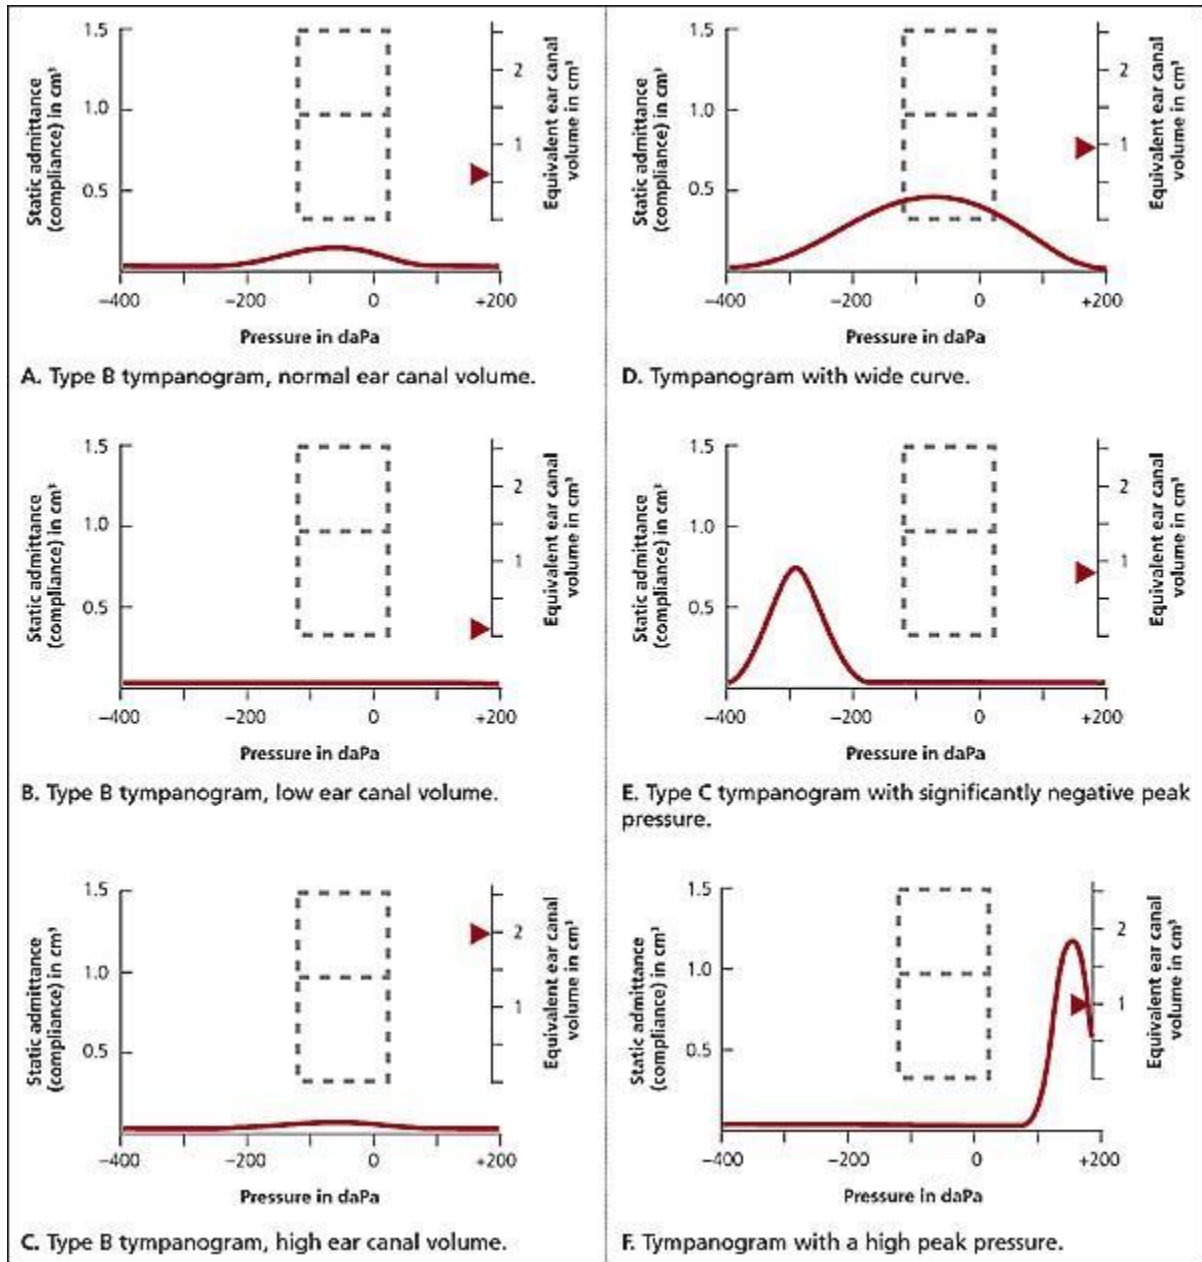 1.5
1.0
0.5
Static admittance
(compliance) in cm³
2
1
Equivalent ear canal
volume in cm³
−400
−200
0
+200
Pressure in daPa
A. Type B tympanogram, normal ear canal volume.
1.5
1.0
0.5
Static admittance
(compliance) in cm³
2
1
Equivalent ear canal
volume in cm³
−400
−200
0
+200
Pressure in daPa
B. Type B tympanogram, low ear canal volume.
1.5
1.0
0.5
Static admittance
(compliance) in cm³
2
1
Equivalent ear canal
volume in cm³
−400
−200
0
+200
Pressure in daPa
C. Type B tympanogram, high ear canal volume.
1.5
1.0
0.5
Static admittance
(compliance) in cm³
2
1
Equivalent ear canal
volume in cm³
−400
−200
0
+200
Pressure in daPa
D. Tympanogram with wide curve.
1.5
1.0
0.5
Static admittance
(compliance) in cm³
2
1
Equivalent ear canal
volume in cm³
−400
−200
0
+200
Pressure in daPa
E. Type C tympanogram with significantly negative peak
pressure.
1.5
1.0
0.5
Static admittance
(compliance) in cm³
2
1
Equivalent ear canal
volume in cm³
−400
−200
0
+200
Pressure in daPa
F. Tympanogram with a high peak pressure.